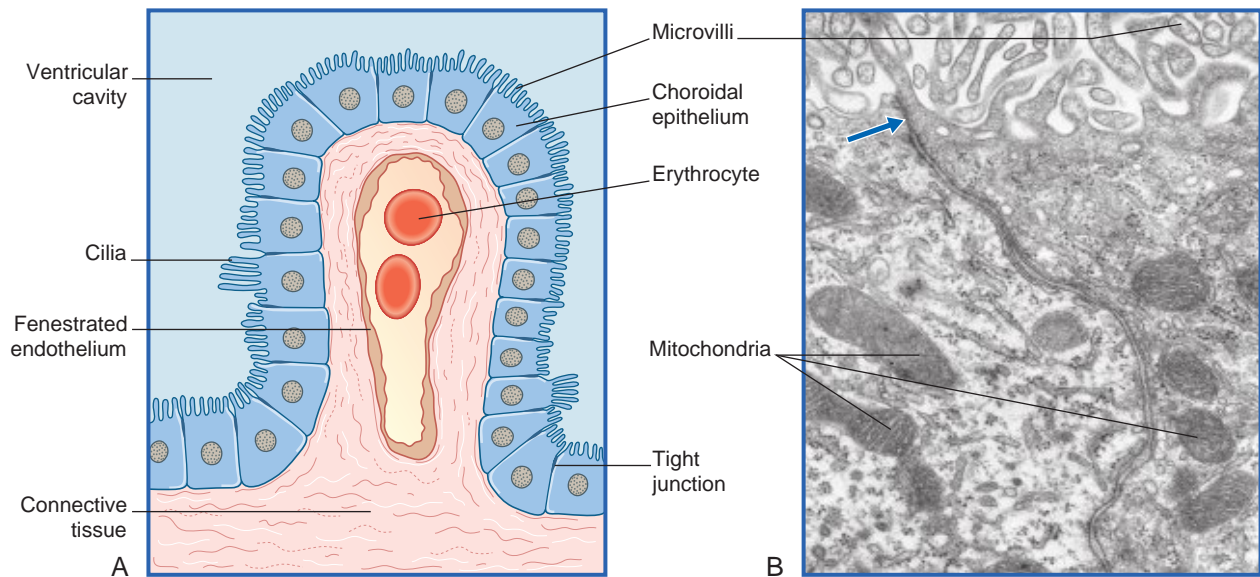 Ventricular
cavity
Cilia
Fenestrated
endothelium
Connective
tissue
A
Microvilli
Choroidal
epithelium
Erythrocyte
Mitochondria
Tight
junction
B